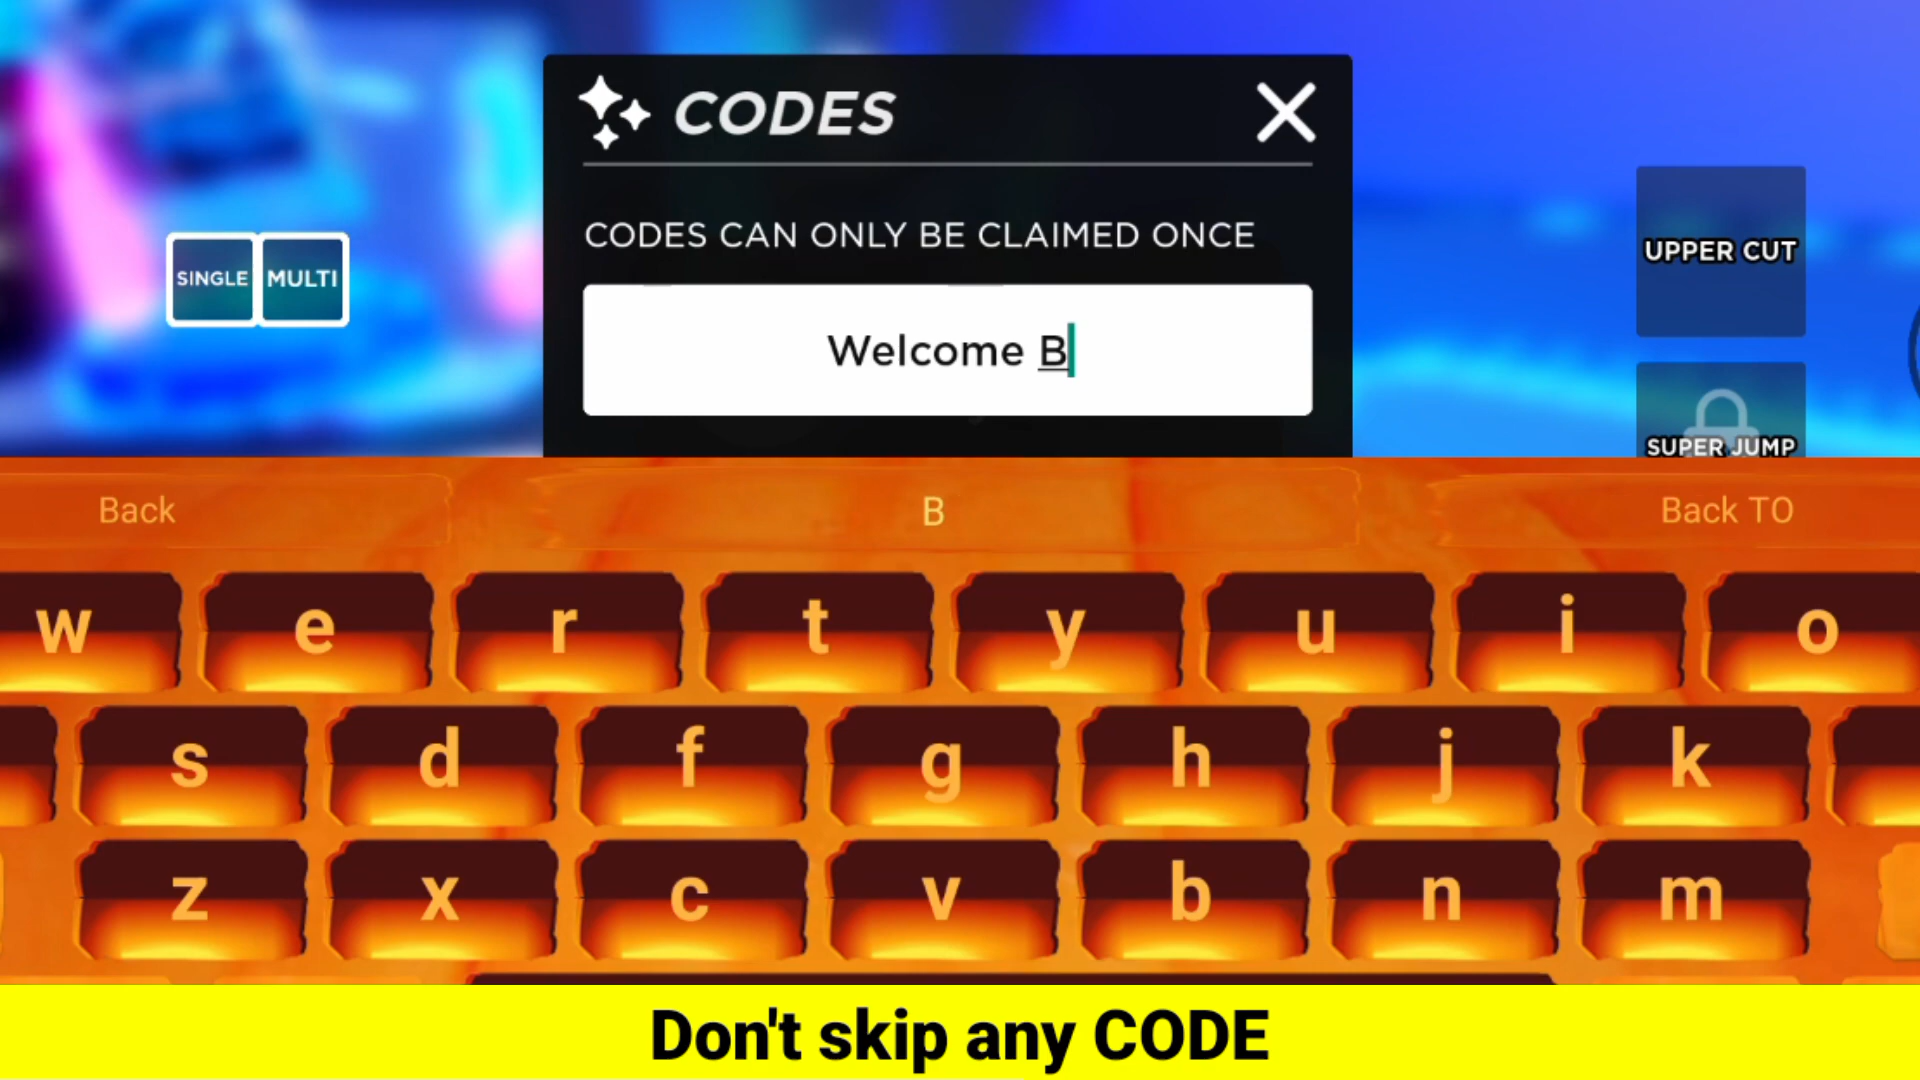 CODES
CODES CAN ONLY BE CLAIMED ONCE
SINGLE MULTI
UPPER CUT
Welcome B
SUPER JUMP
Back B Back TO
w e r t y u i o
s d f g h j k
z x c v b n m
Don't skip any CODE